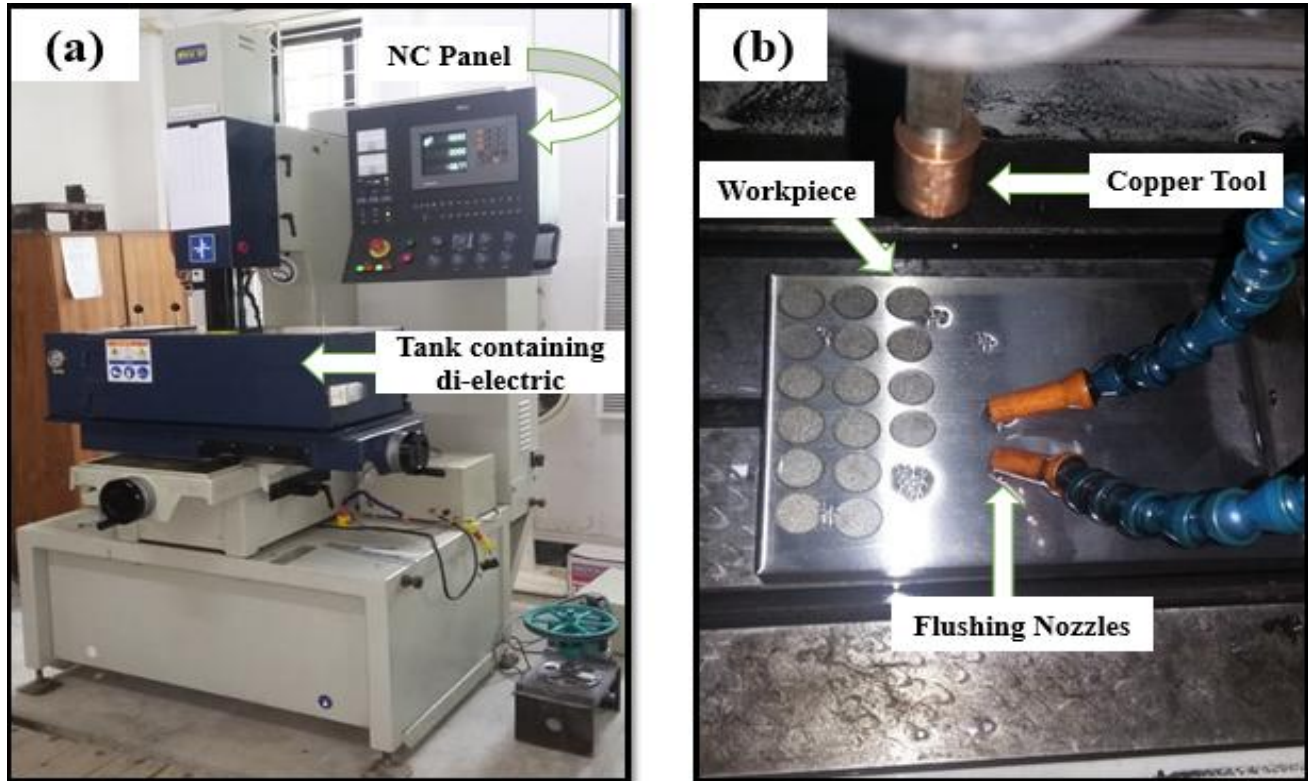 (a)
NC Panel
Tank containing
di-electric
(b)
Workpiece
Copper Tool
Flushing Nozzles